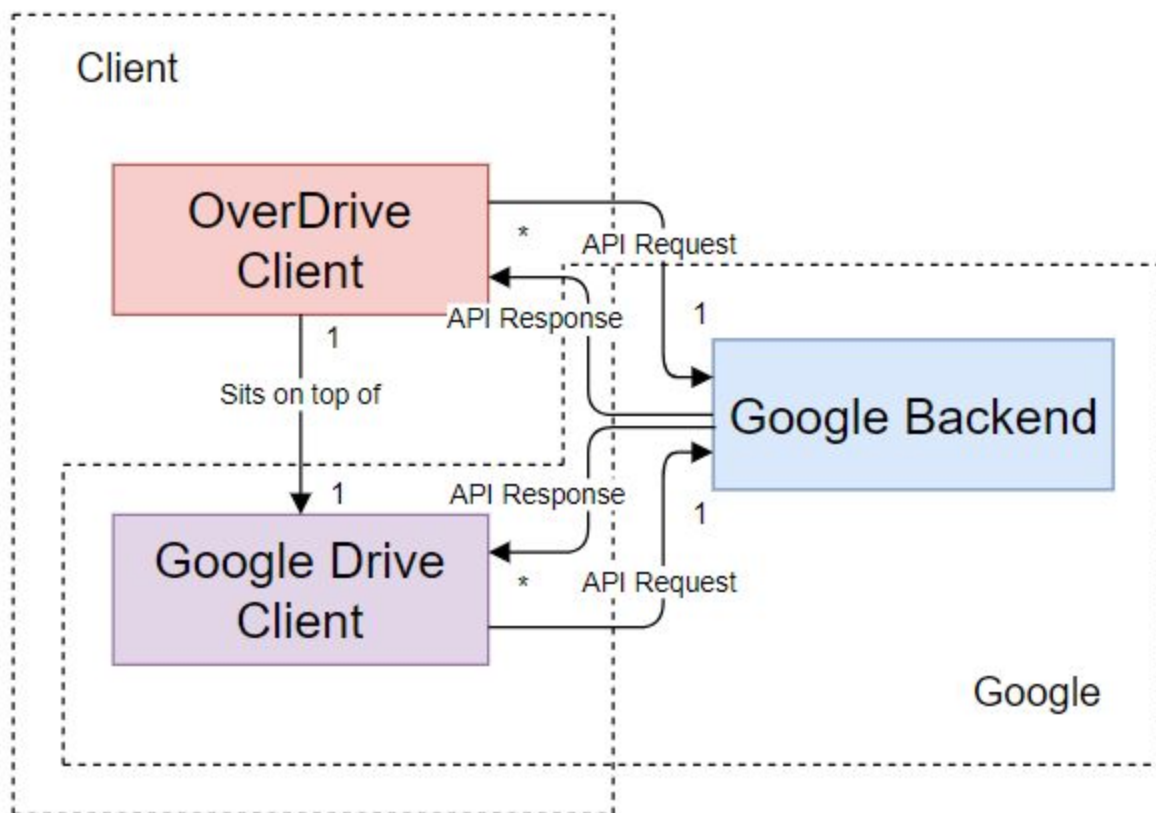 Client
OverDrive
Client
*
API Request
API Response
1
1
Sits on top of
Google Backend
1
API Response
1
Google Drive
Client
*
API Request
Google